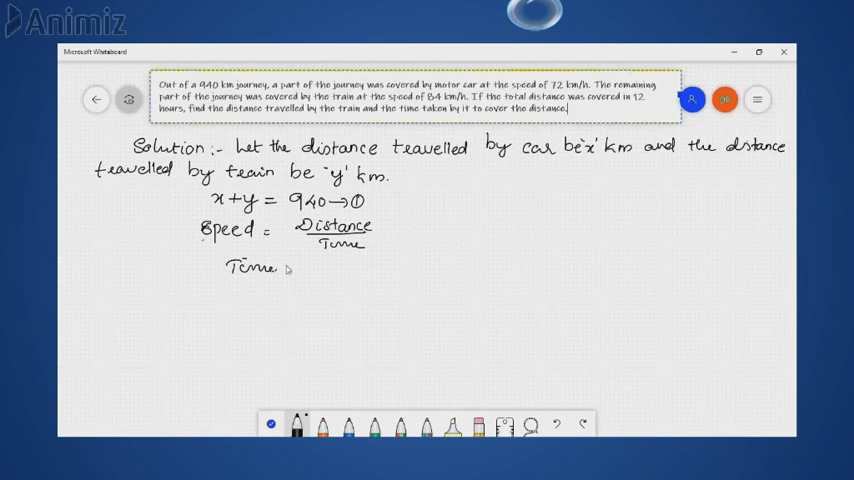 Animiz
Microsoft Whiteboard
Out of a 940 km journey, a part of the journey was covered by motor car at the speed of 72 km/h. The remaining
part of the journey was covered by the train at the speed of 84 km/h. If the total distance was covered in 12
hours, find the distance travelled by the train and the time taken by it to cover the distance.
Solution :- Let the distance travelled by car be 'x' km and the distance
travelled by train be 'y' km.
x+y = 940 → ①
Speed = Distance
Time
Time